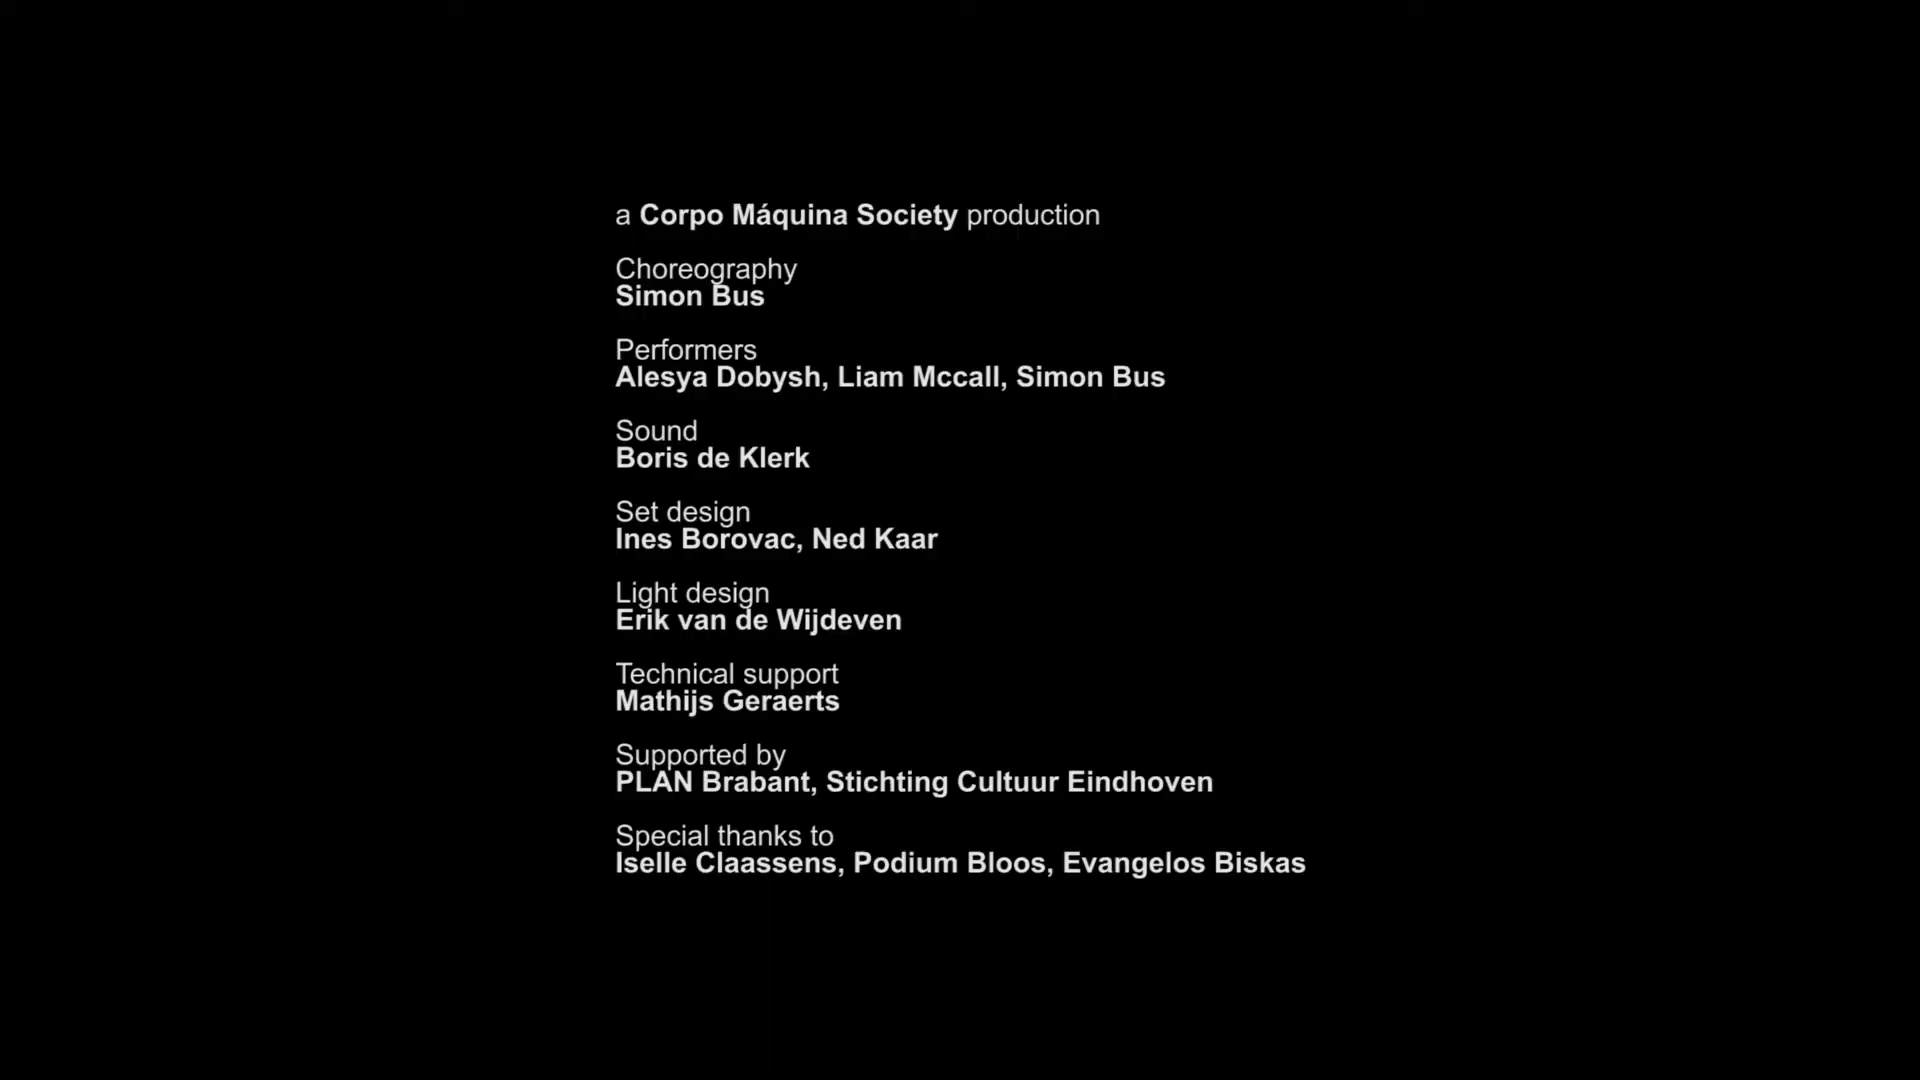 a Corpo Máquina Society production
Choreography
Simon Bus
Performers
Alesya Dobysh, Liam Mccall, Simon Bus
Sound
Boris de Klerk
Set design
Ines Borovac, Ned Kaar
Light design
Erik van de Wijdeven
Technical support
Mathijs Geraerts
Supported by
PLAN Brabant, Stichting Cultuur Eindhoven
Special thanks to
Iselle Claassens, Podium Bloos, Evangelos Biskas